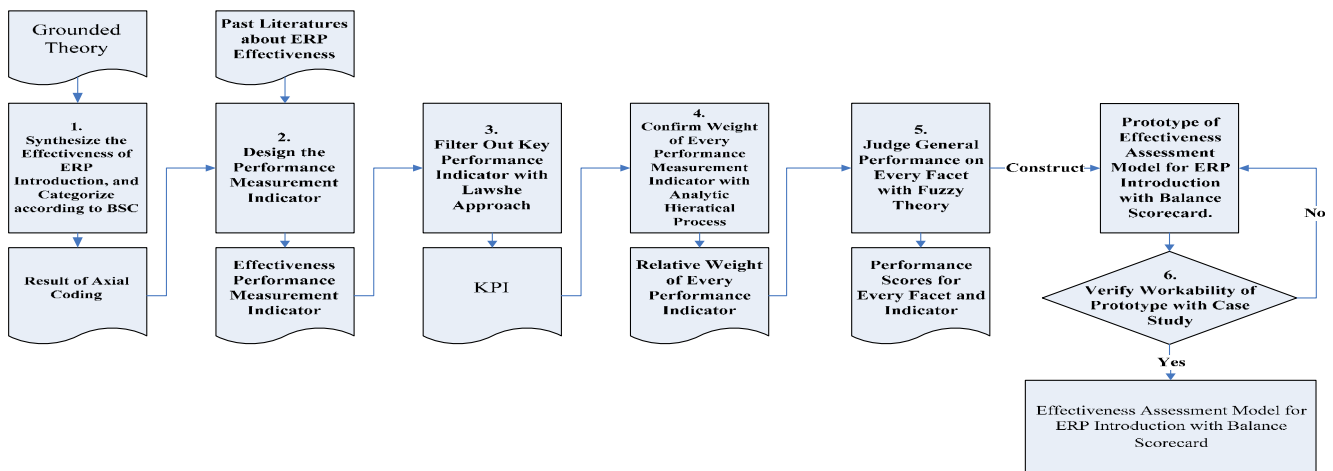 Grounded
Theory
Past Literatures
about ERP
Effectiveness
1.
Synthesize the
Effectiveness of
ERP
Introduction, and
Categorize
according to BSC
2.
Design the
Performance
Measurement
Indicator
3.
Filter Out Key
Performance
Indicator with
Lawshe
Approach
4.
Confirm Weight
of Every
Performance
Measurement
Indicator with
Analytic
Hieratical
Process
5.
Judge General
Performance on
Every Facet
with Fuzzy
Theory
Construct
Prototype of
Effectiveness
Assessment
Model for ERP
Introduction
with Balance
Scorecard.
No
Result of Axial
Coding
Effectiveness
Performance
Measurement
Indicator
KPI
Relative Weight
of Every
Performance
Indicator
Performance
Scores for
Every Facet and
Indicator
6.
Verify Workability of
Prototype with Case
Study
Yes
Effectiveness Assessment Model for
ERP Introduction with Balance
Scorecard